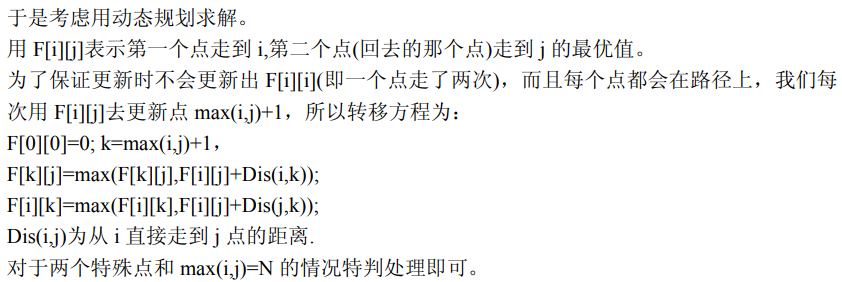 于是考虑用动态规划求解。
用 F[i][j]表示第一个点走到 i,第二个点(回去的那个点)走到 j 的最优值。
为了保证更新时不会更新出 F[i][i](即一个点走了两次)，而且每个点都会在路径上，我们每
次用 F[i][j]去更新点 max(i,j)+1，所以转移方程为：
F[0][0]=0; k=max(i,j)+1，
F[k][j]=max(F[k][j],F[i][j]+Dis(i,k));
F[i][k]=max(F[i][k],F[i][j]+Dis(j,k));
Dis(i,j)为从 i 直接走到 j 点的距离.
对于两个特殊点和 max(i,j)=N 的情况特判处理即可。